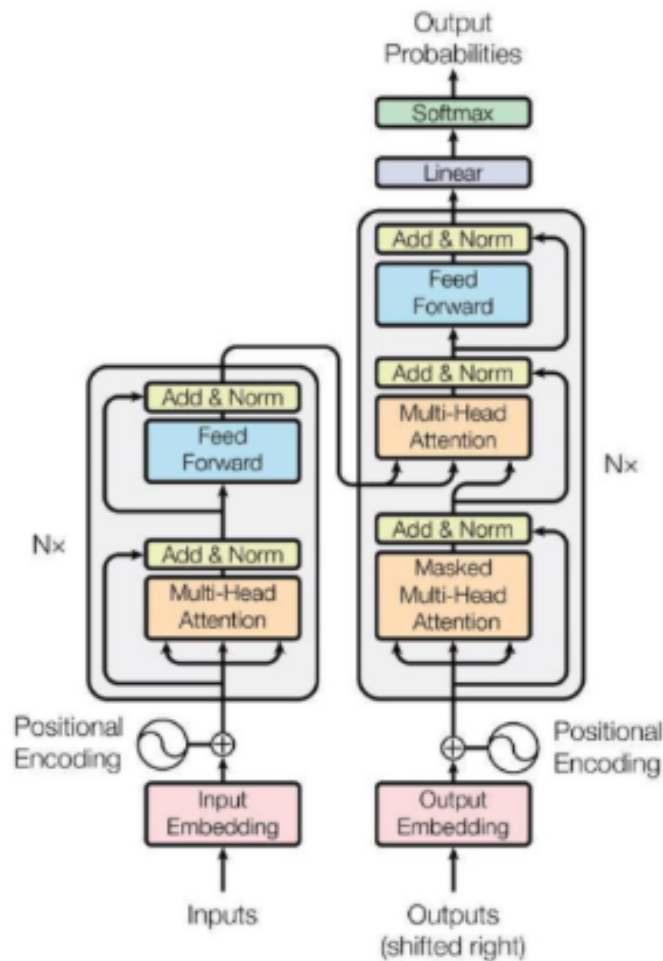 Output
Probabilities
Softmax
Linear
Add & Norm
Feed
Forward
Add & Norm
Multi-Head
Attention
Add & Norm
Masked
Multi-Head
Attention
Nx
Add & Norm
Feed
Forward
Add & Norm
Multi-Head
Attention
Nx
Positional
Encoding
Positional
Encoding
Input
Embedding
Output
Embedding
Inputs
Outputs
(shifted right)